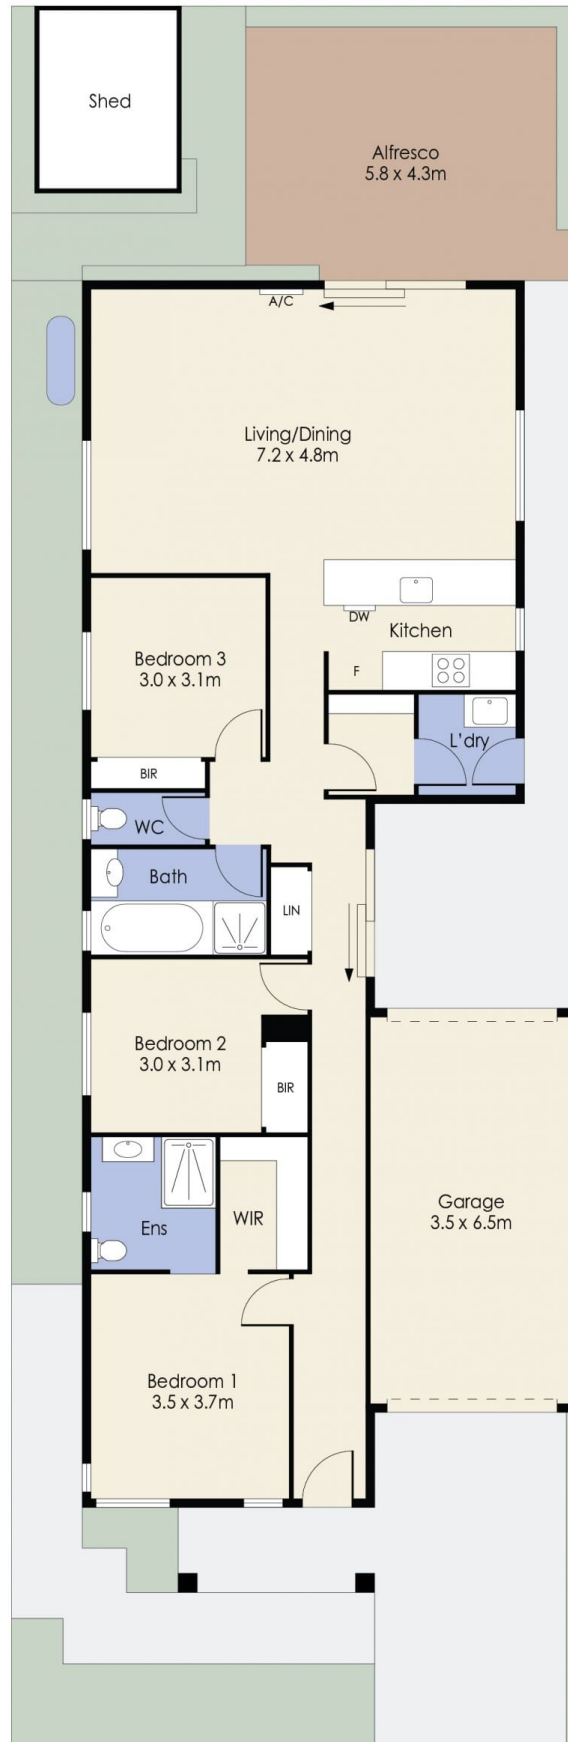 Shed
Alfresco
5.8 x 4.3m
A/C
Living/Dining
7.2 x 4.8m
DW
Kitchen
F
Bedroom 3
3.0 x 3.1m
L'dry
BIR
WC
Bath
LIN
Bedroom 2
3.0 x 3.1m
BIR
Garage
3.5 x 6.5m
Ens
WIR
Bedroom 1
3.5 x 3.7m